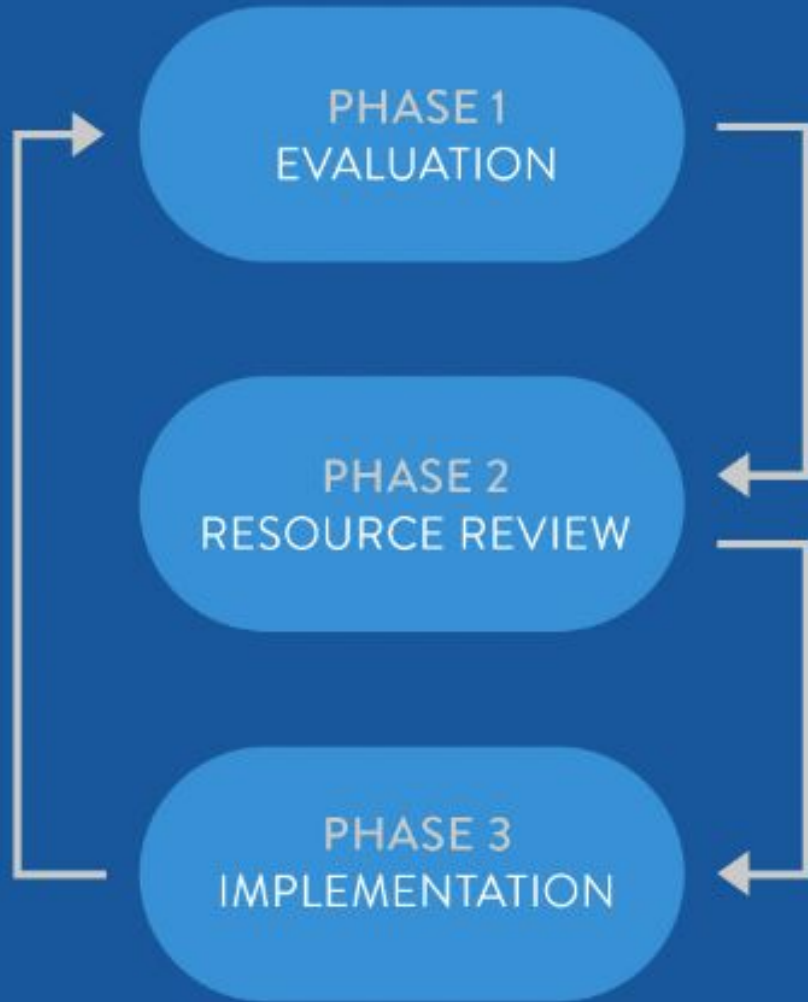 PHASE 1
EVALUATION
PHASE 2
RESOURCE REVIEW
PHASE 3
IMPLEMENTATION